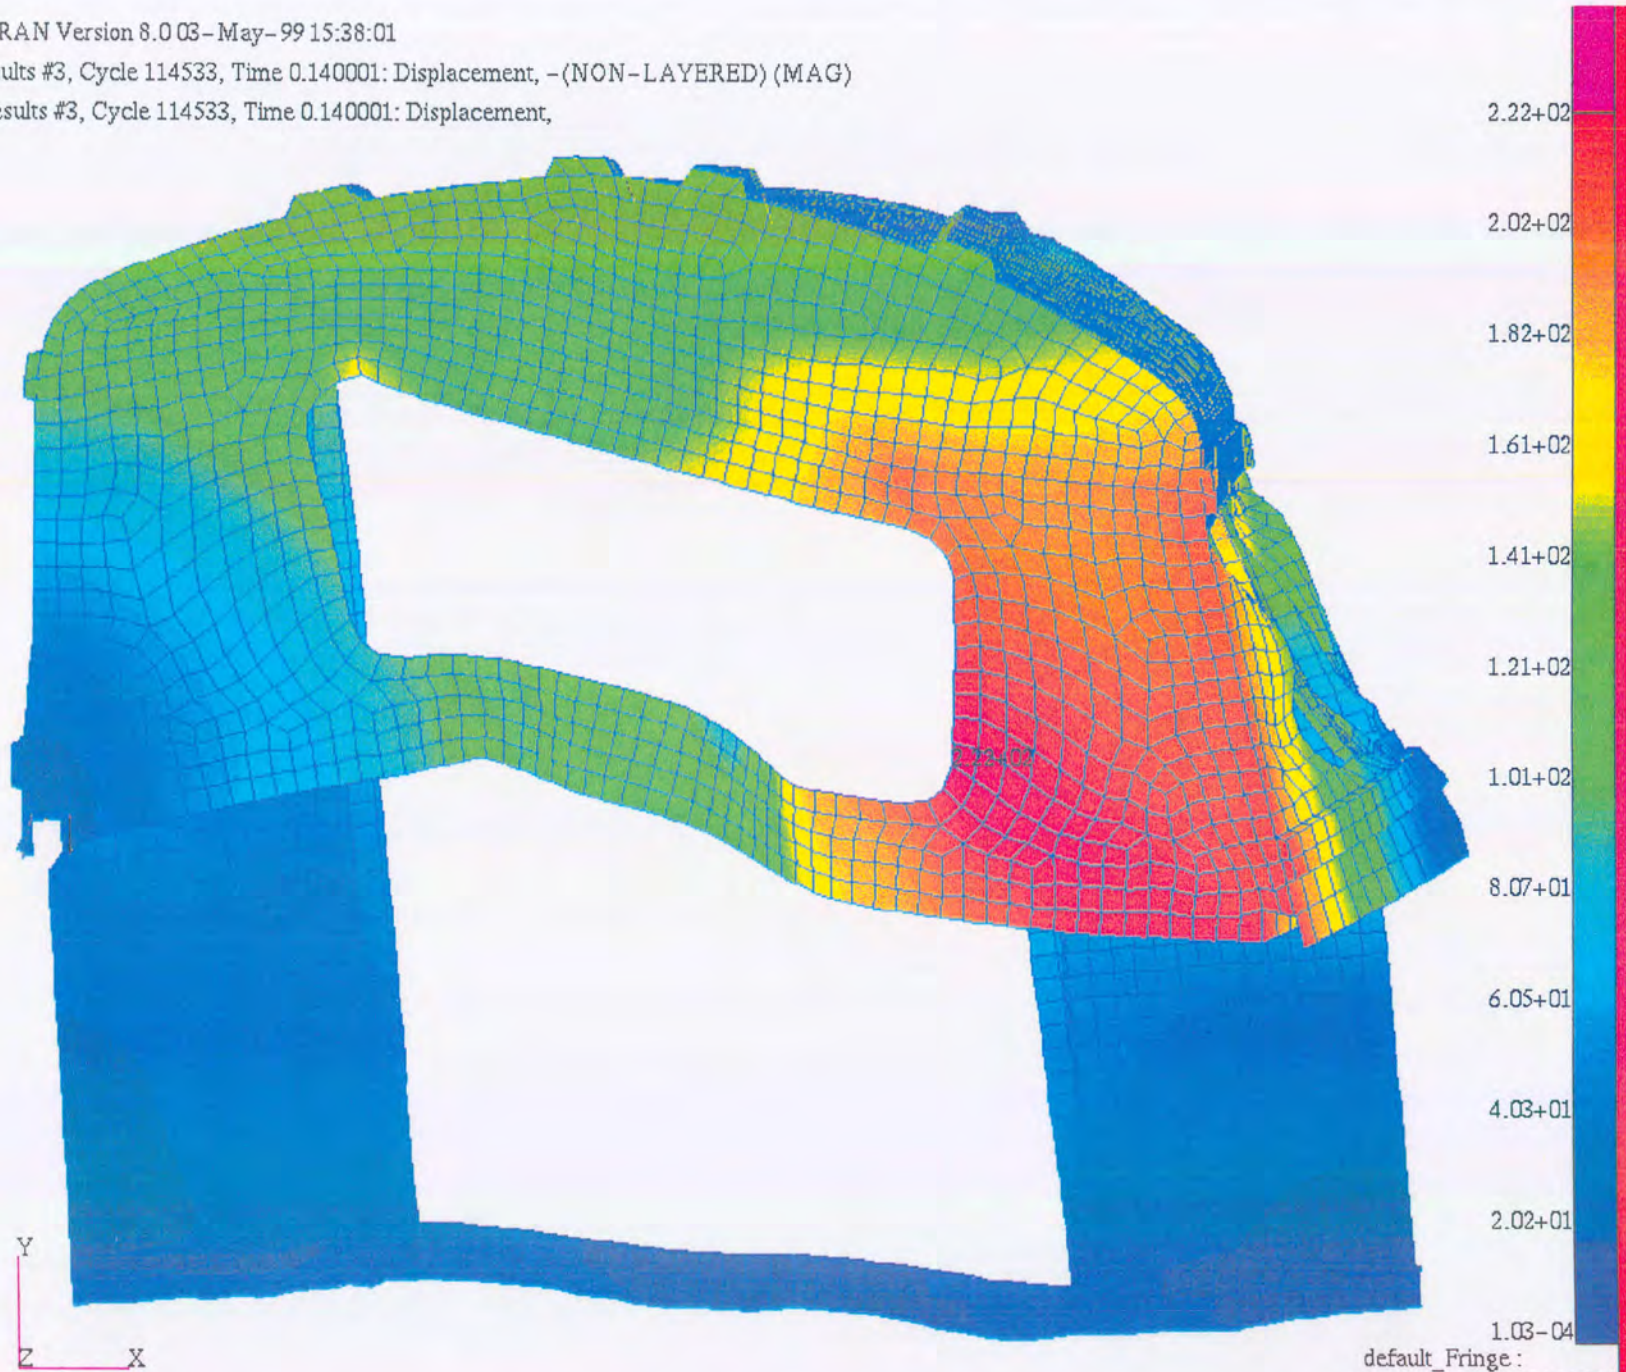 RAN Version 8.0 03-May-99 15:38:01
ults #3, Cycle 114533, Time 0.140001: Displacement, -(NON-LAYERED) (MAG)
esults #3, Cycle 114533, Time 0.140001: Displacement,
2.22+02
2.02+02
1.82+02
1.61+02
1.41+02
1.21+02
1.01+02
8.07+01
6.05+01
4.03+01
2.02+01
1.03-04
default_Fringe :
Y
Z
X